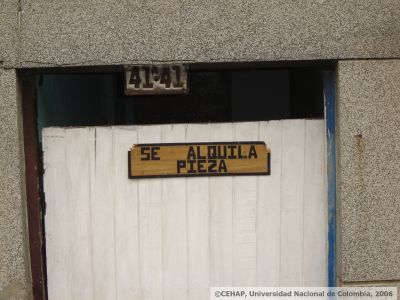 41-41
SE ALQUILA
PIEZA
©CEHAP, Universidad Nacional de Colombia, 2006